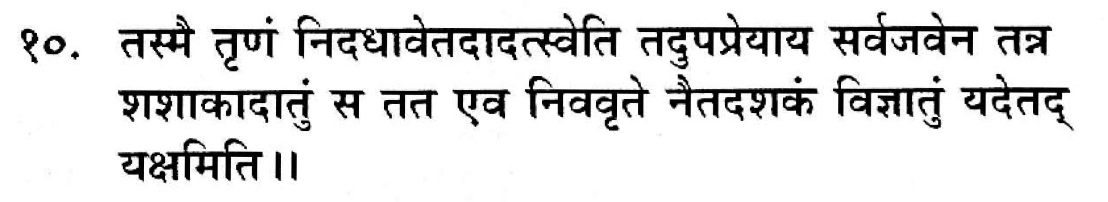 १०. तस्मै तृणं निदधावेतदादत्स्वेति तदुपप्रेयाय सर्वजवेन तन्न
शशाकादातुं स तत एव निववृते नैतदशकं विज्ञातुं यदेतद्
यक्षमिति।।